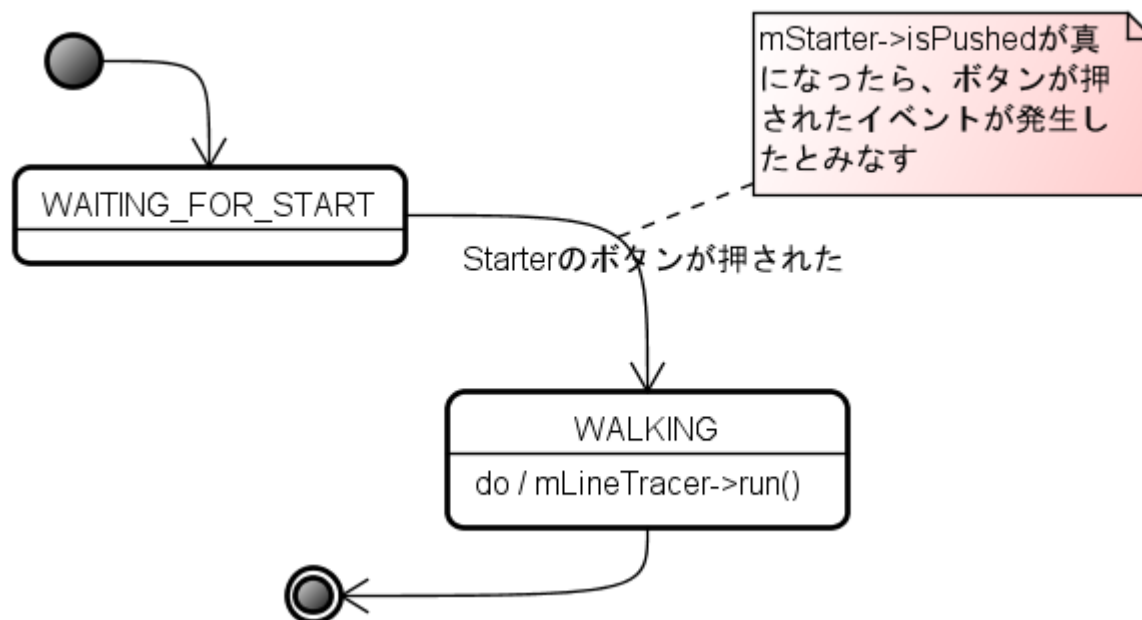 mStarter->isPushedが真
になったら、ボタンが押
されたイベントが発生し
たとみなす
WAITING_FOR_START
Starterのボタンが押された
WALKING
do / mLineTracer->run()